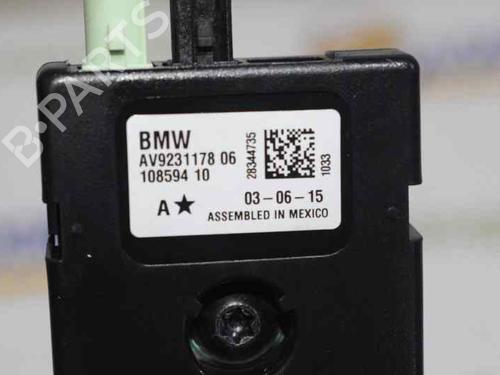 B-PARTS
BMW
AV9231178 06
108594 10
28344735
1033
A★ 03-06-15
ASSEMBLED IN MEXICO